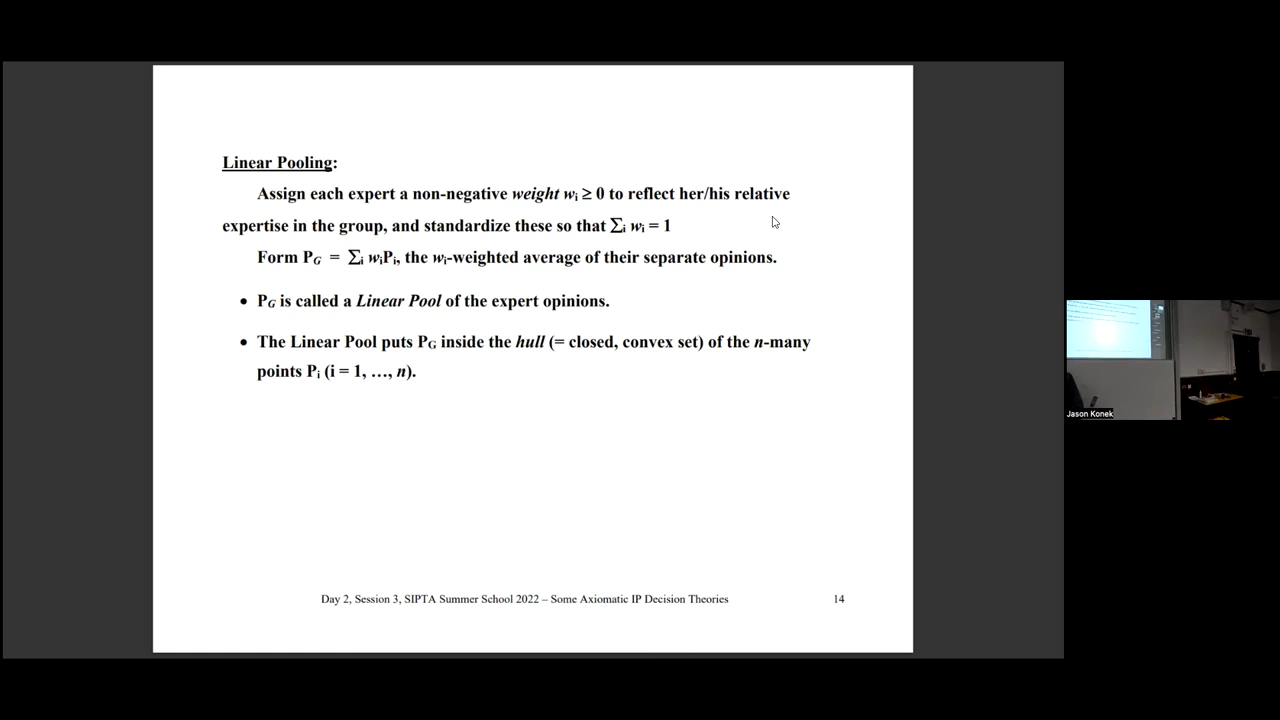 Linear Pooling:
Assign each expert a non-negative weight wᵢ ≥ 0 to reflect her/his relative
expertise in the group, and standardize these so that ∑ᵢ wᵢ = 1
Form P_G = ∑ᵢ wᵢPᵢ, the wᵢ-weighted average of their separate opinions.
• P_G is called a Linear Pool of the expert opinions.
• The Linear Pool puts P_G inside the hull (= closed, convex set) of the n-many
points Pᵢ (i = 1, …, n).
Day 2, Session 3, SIPTA Summer School 2022 – Some Axiomatic IP Decision Theories 14
Jason Konek